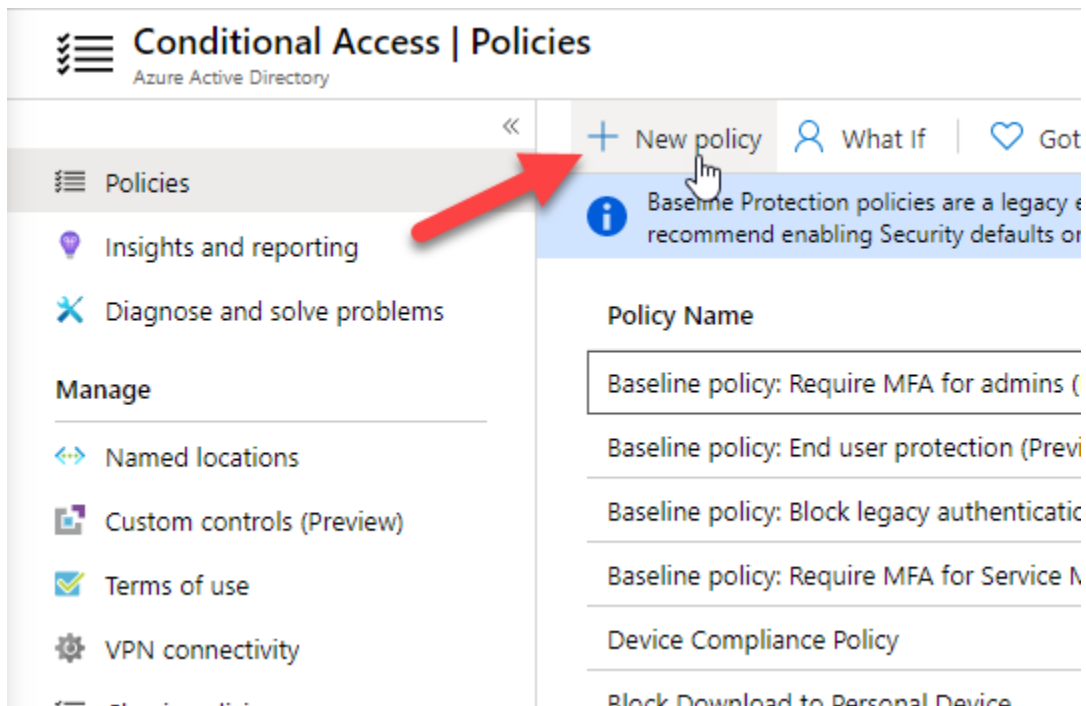 Conditional Access | Policies
Azure Active Directory
«
Policies
Insights and reporting
Diagnose and solve problems
Manage
Named locations
Custom controls (Preview)
Terms of use
VPN connectivity
New policy
What If
Got
Baseline Protection policies are a legacy
recommend enabling Security defaults
Policy Name
Baseline policy: Require MFA for admins (
Baseline policy: End user protection (Previ
Baseline policy: Block legacy authenticatic
Baseline policy: Require MFA for Service
Device Compliance Policy
Block Download to Personal Device